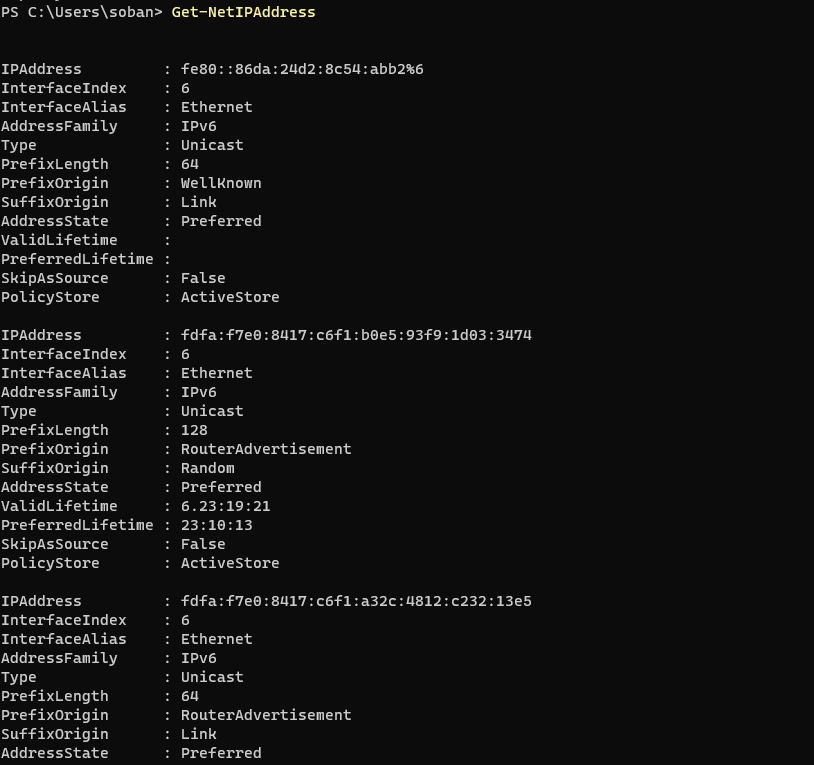 PS C:\Users\soban> Get-NetIPAddress
IPAddress         : fe80::86da:24d2:8c54:abb2%6
InterfaceIndex    : 6
InterfaceAlias    : Ethernet
AddressFamily     : IPv6
Type              : Unicast
PrefixLength      : 64
PrefixOrigin      : WellKnown
SuffixOrigin      : Link
AddressState      : Preferred
ValidLifetime     :
PreferredLifetime :
SkipAsSource      : False
PolicyStore       : ActiveStore
IPAddress         : fdfa:f7e0:8417:c6f1:b0e5:93f9:1d03:3474
InterfaceIndex    : 6
InterfaceAlias    : Ethernet
AddressFamily     : IPv6
Type              : Unicast
PrefixLength      : 128
PrefixOrigin      : RouterAdvertisement
SuffixOrigin      : Random
AddressState      : Preferred
ValidLifetime     : 6.23:19:21
PreferredLifetime : 23:10:13
SkipAsSource      : False
PolicyStore       : ActiveStore
IPAddress         : fdfa:f7e0:8417:c6f1:a32c:4812:c232:13e5
InterfaceIndex    : 6
InterfaceAlias    : Ethernet
AddressFamily     : IPv6
Type              : Unicast
PrefixLength      : 64
PrefixOrigin      : RouterAdvertisement
SuffixOrigin      : Link
AddressState      : Preferred